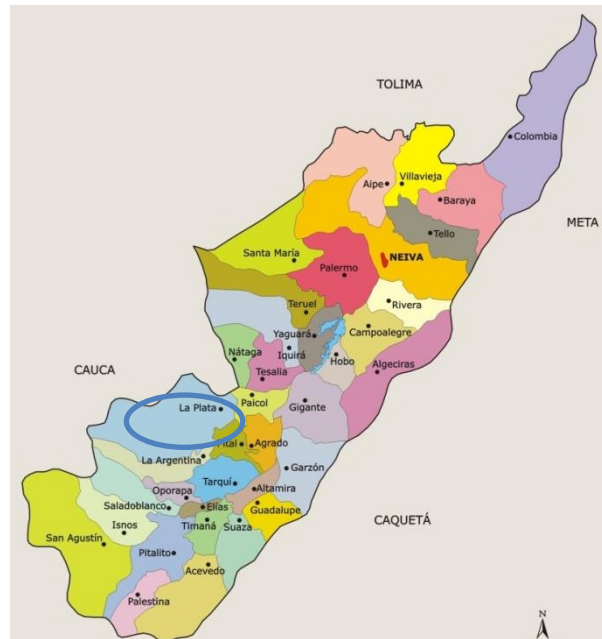 TOLIMA
Colombia
Villavieja
Aipe
Baraya
META
Tello
Santa María
NEIVA
Palermo
Rivera
Teruel
Yaguará
Campoalegre
Nátaga
Iquirá
Hobo
Algeciras
Tesalia
CAUCA
Paicol
Gigante
La Plata
Pital
Agrado
La Argentina
Garzón
Tarquí
Oporapa
Altamira
Saladoblanco
Elías
Guadalupe
Isnos
Timaná
Suaza
CAQUETÁ
San Agustín
Pitalito
Acevedo
Palestina
N